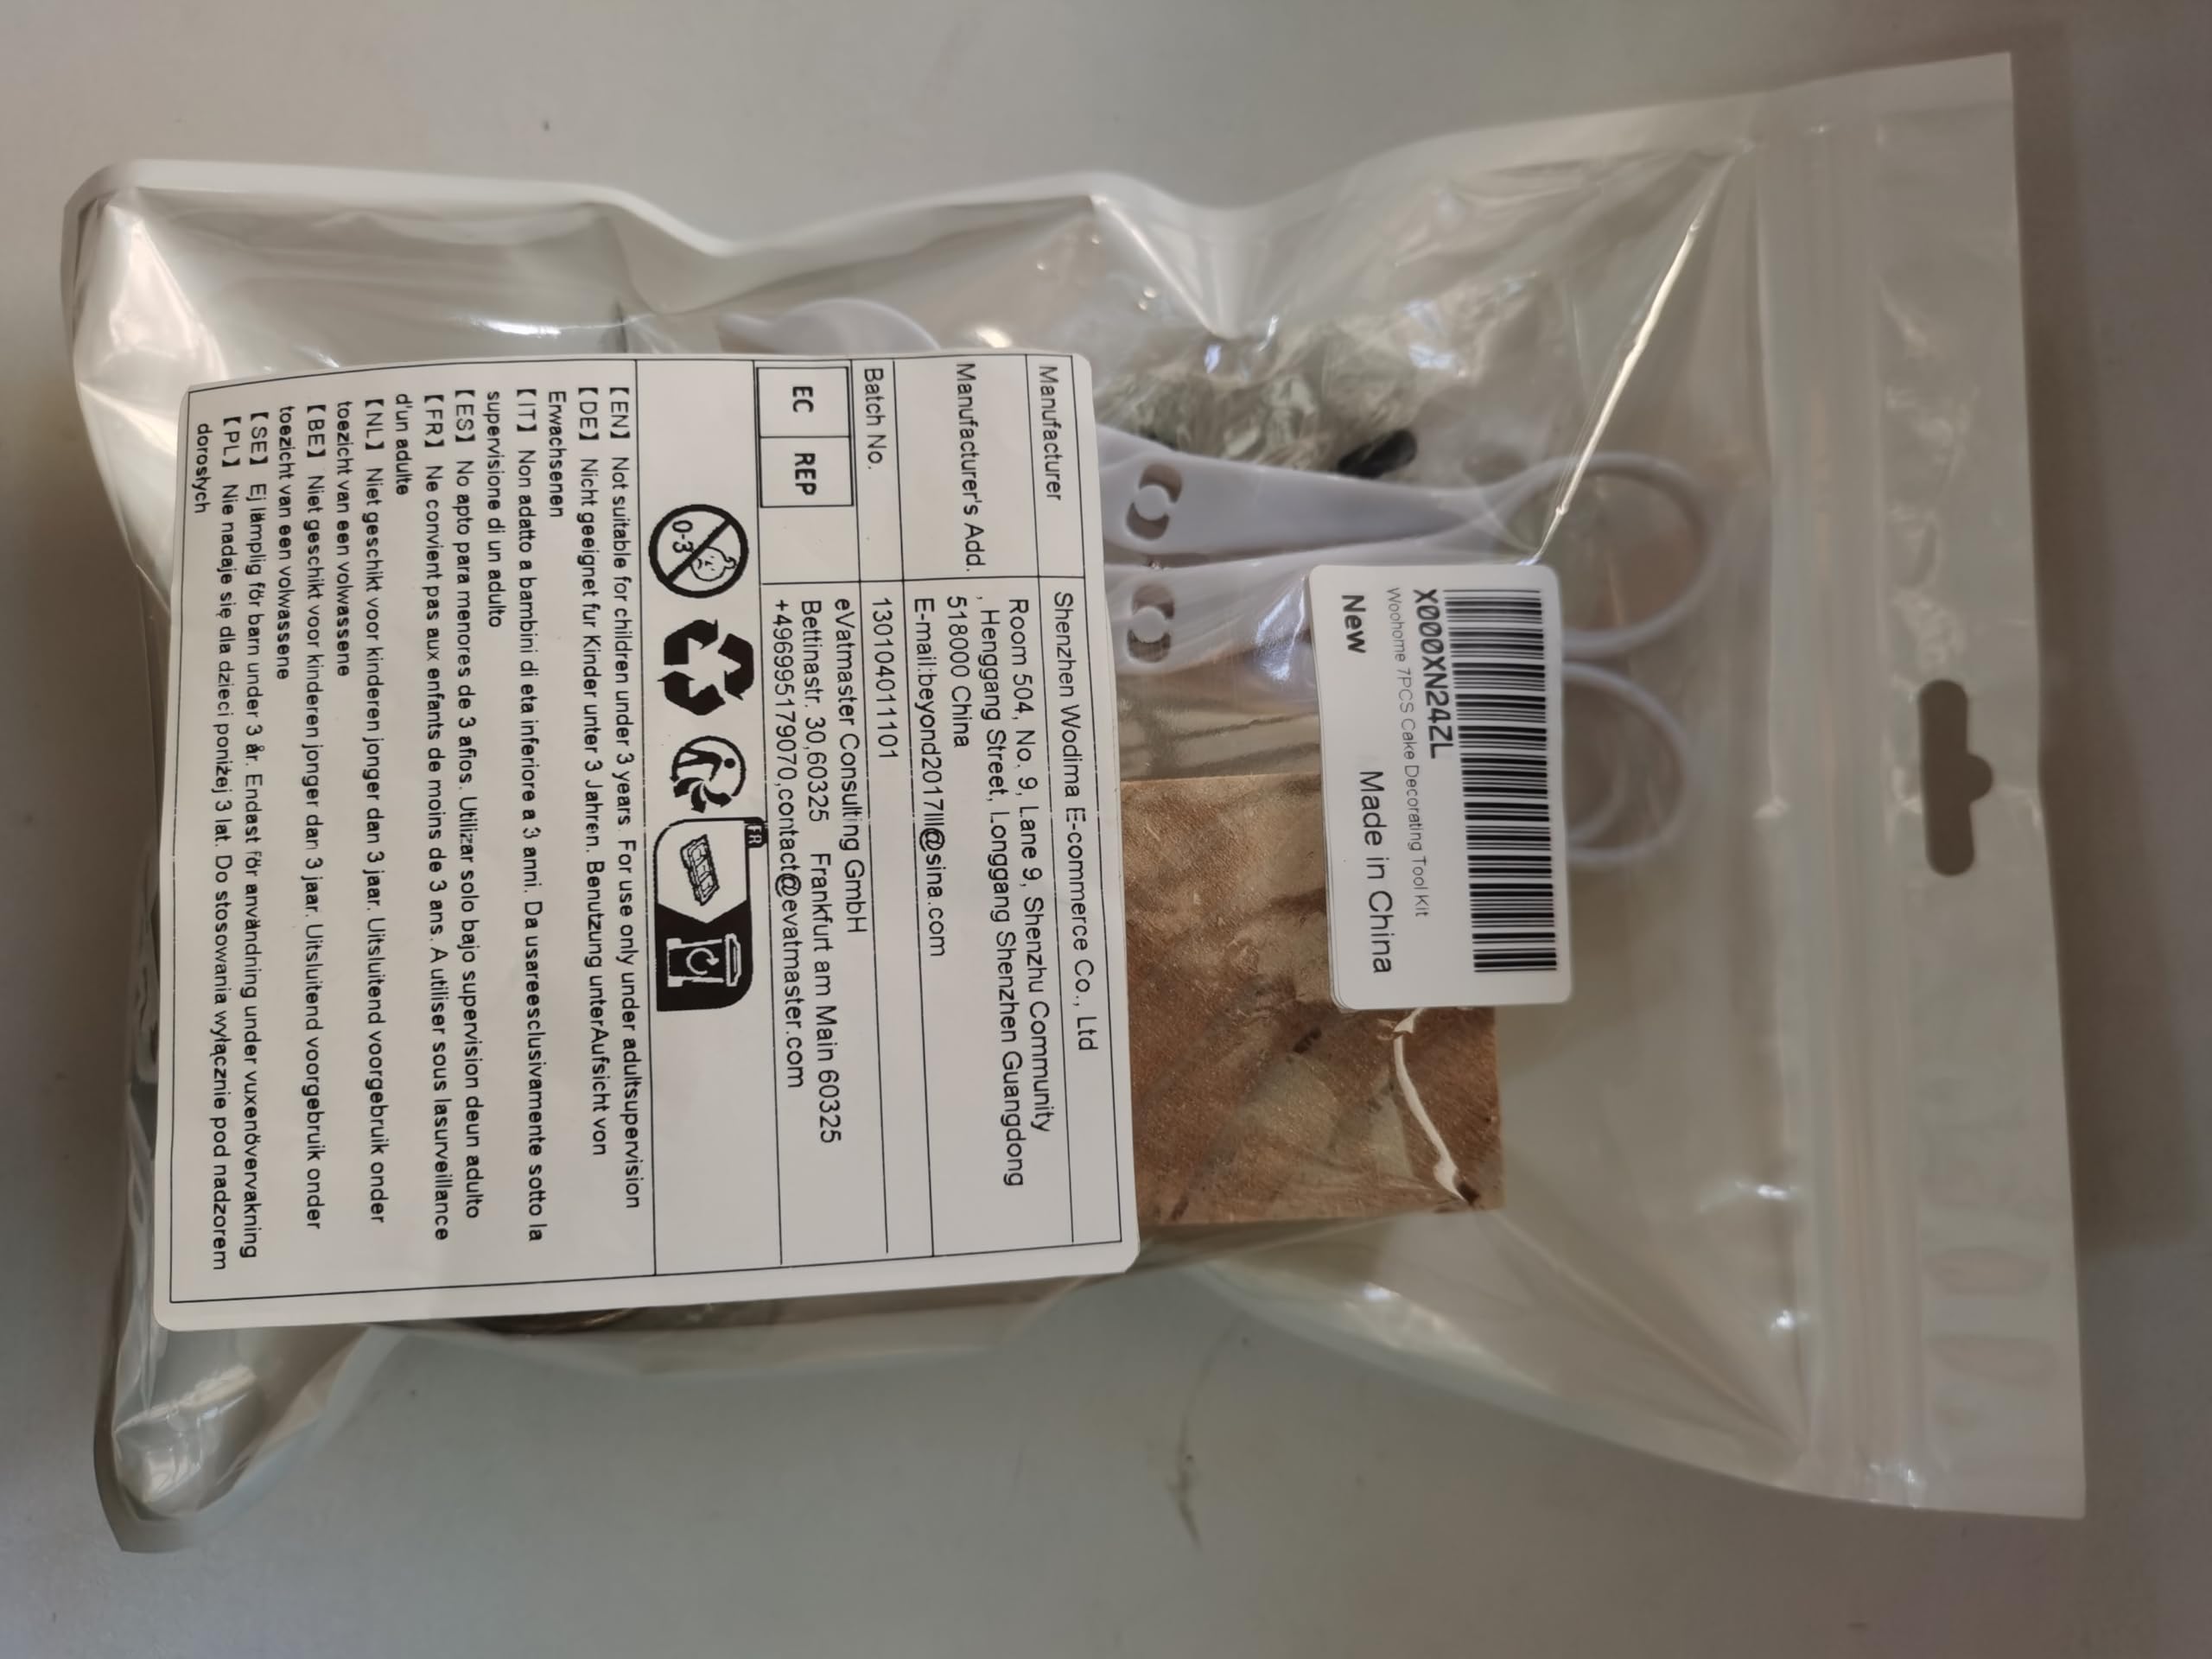 X000XN24ZL
Woohome 7PCS Cake Decorating Tool Kit
New
Made in China
Manufacturer
Shenzhen Wodima E-commerce Co., Ltd
Manufacturer's Add.
Room 504, No. 9, Lane 9, Shenzhu Community
, Henggang Street, Longgang Shenzhen Guangdong
518000 China
E-mail:beyond2017lll@sina.com
Batch No.
13010401101
EC REP
eVatmaster Consulting GmbH
Bettinastr. 30,60325 Frankfurt am Main 60325
+4969951790​70,contact@evatmaster.com
0-3
FR
【EN】 Not suitable for children under 3 years. For use only under adultsupervision
【DE】 Nicht geeignet fur Kinder unter 3 Jahren. Benutzung unterAufsicht von
Erwachsenen
【IT】 Non adatto a bambini di eta inferiore a 3 anni. Da usareesclusivamente sotto la
supervisione di un adulto
【ES】 No apto para menores de 3 afios. Utilizar solo bajo supervision deun adulto
【FR】 Ne convient pas aux enfants de moins de 3 ans. A utiliser sous lasurveillance
d'un adulte
【NL】 Niet geschikt voor kinderen jonger dan 3 jaar. Uitsluitend voorgebruik onder
toezicht van een volwassene
【BE】 Niet geschikt voor kinderen jonger dan 3 jaar. Uitsluitend voorgebruik onder
toezicht van een volwassene
【SE】 Ej lämplig för barn under 3 år. Endast för användning under vuxenövervakning
【PL】 Nie nadaje się dla dzieci poniżej 3 lat. Do stosowania wyłącznie pod nadzorem
dorosłych